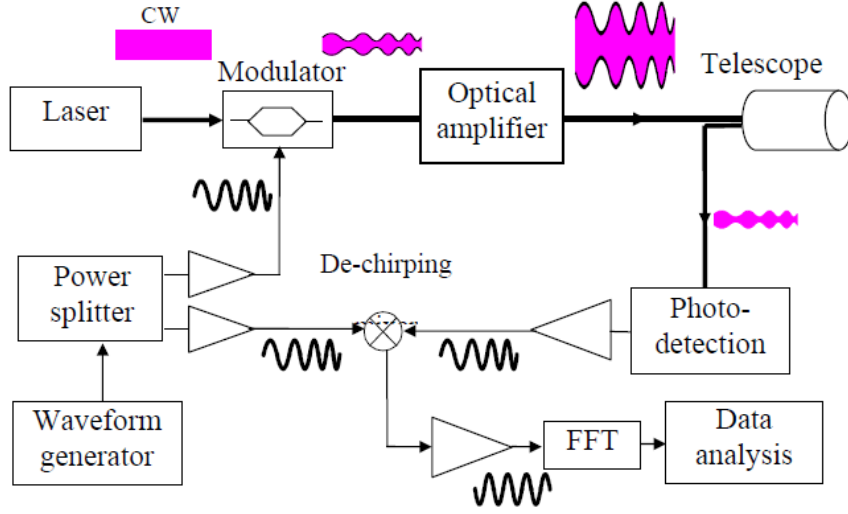 CW
Laser
Modulator
Optical
amplifier
Telescope
Power
splitter
De-chirping
Photo-
detection
Waveform
generator
FFT
Data
analysis